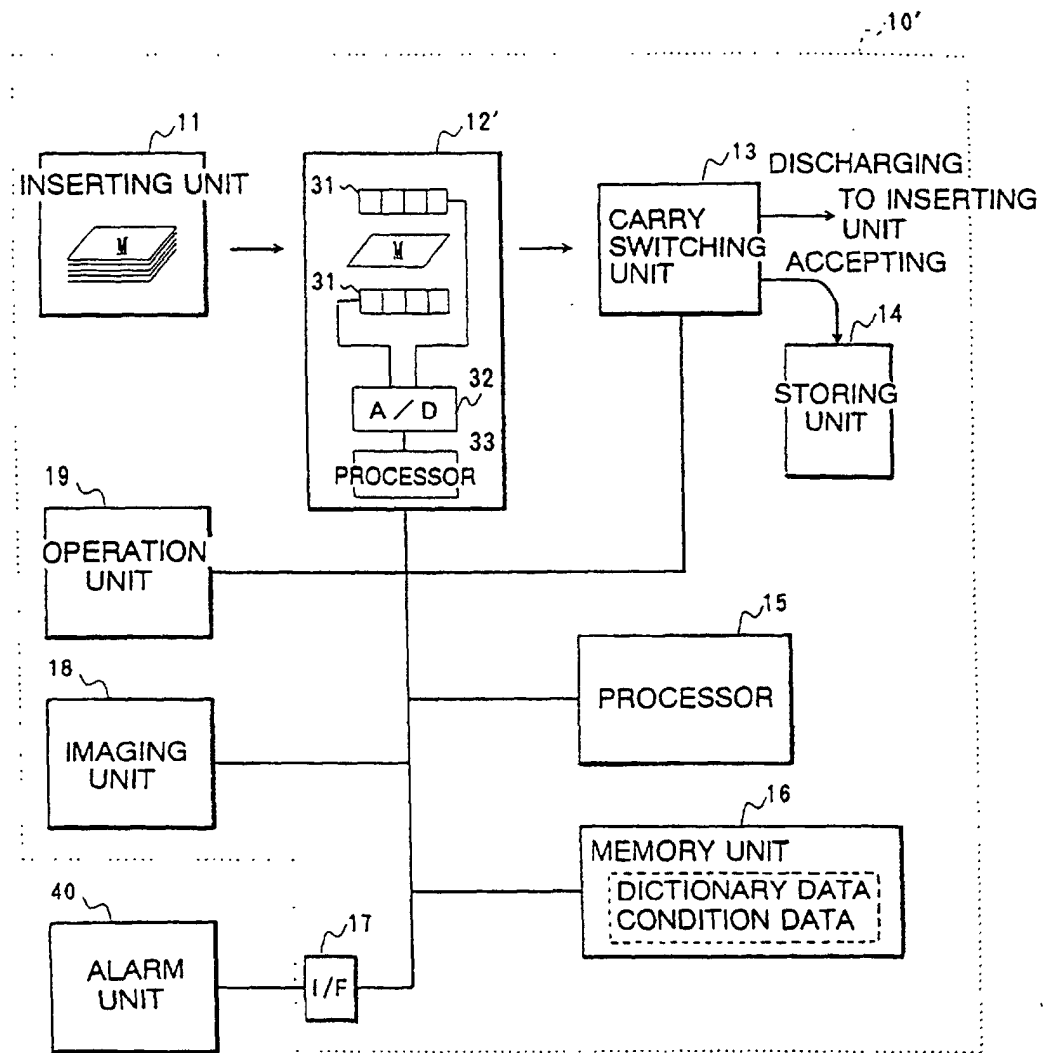 10'
11
INSERTING UNIT
M
12'
31
M
31
32
A / D
33
PROCESSOR
13
CARRY
SWITCHING
UNIT
DISCHARGING
TO INSERTING
UNIT
ACCEPTING
14
STORING
UNIT
19
OPERATION
UNIT
15
PROCESSOR
18
IMAGING
UNIT
16
MEMORY UNIT
DICTIONARY DATA
CONDITION DATA
40
ALARM
UNIT
17
I/F